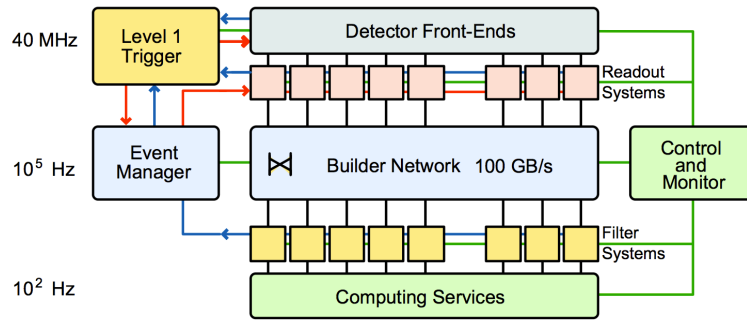 40 MHz
Level 1
Trigger
Detector Front-Ends
Readout
Systems
10⁵ Hz
Event
Manager
Builder Network 100 GB/s
Control
and
Monitor
Filter
Systems
10² Hz
Computing Services